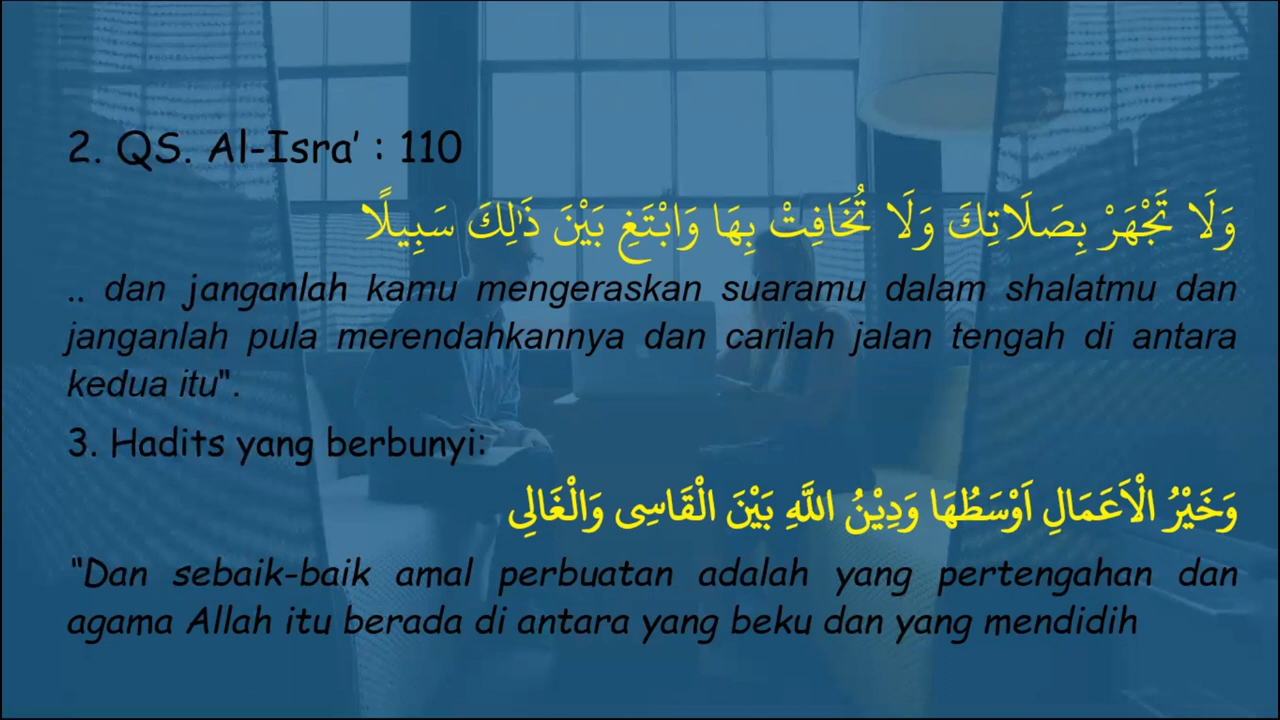 2. QS. Al-Isra’ : 110
وَلَا تَجْهَرْ بِصَلَاتِكَ وَلَا تُخَافِتْ بِهَا وَابْتَغِ بَيْنَ ذَٰلِكَ سَبِيلًا
.. dan janganlah kamu mengeraskan suaramu dalam shalatmu dan
janganlah pula merendahkannya dan carilah jalan tengah di antara
kedua itu".
3. Hadits yang berbunyi:
وَخَيْرُ الْاَعَمَالِ اَوْسَطُهَا وَدِيْنُ اللَّهِ بَيْنَ الْقَاسِى وَالْغَالِي
"Dan sebaik-baik amal perbuatan adalah yang pertengahan dan
agama Allah itu berada di antara yang beku dan yang mendidih